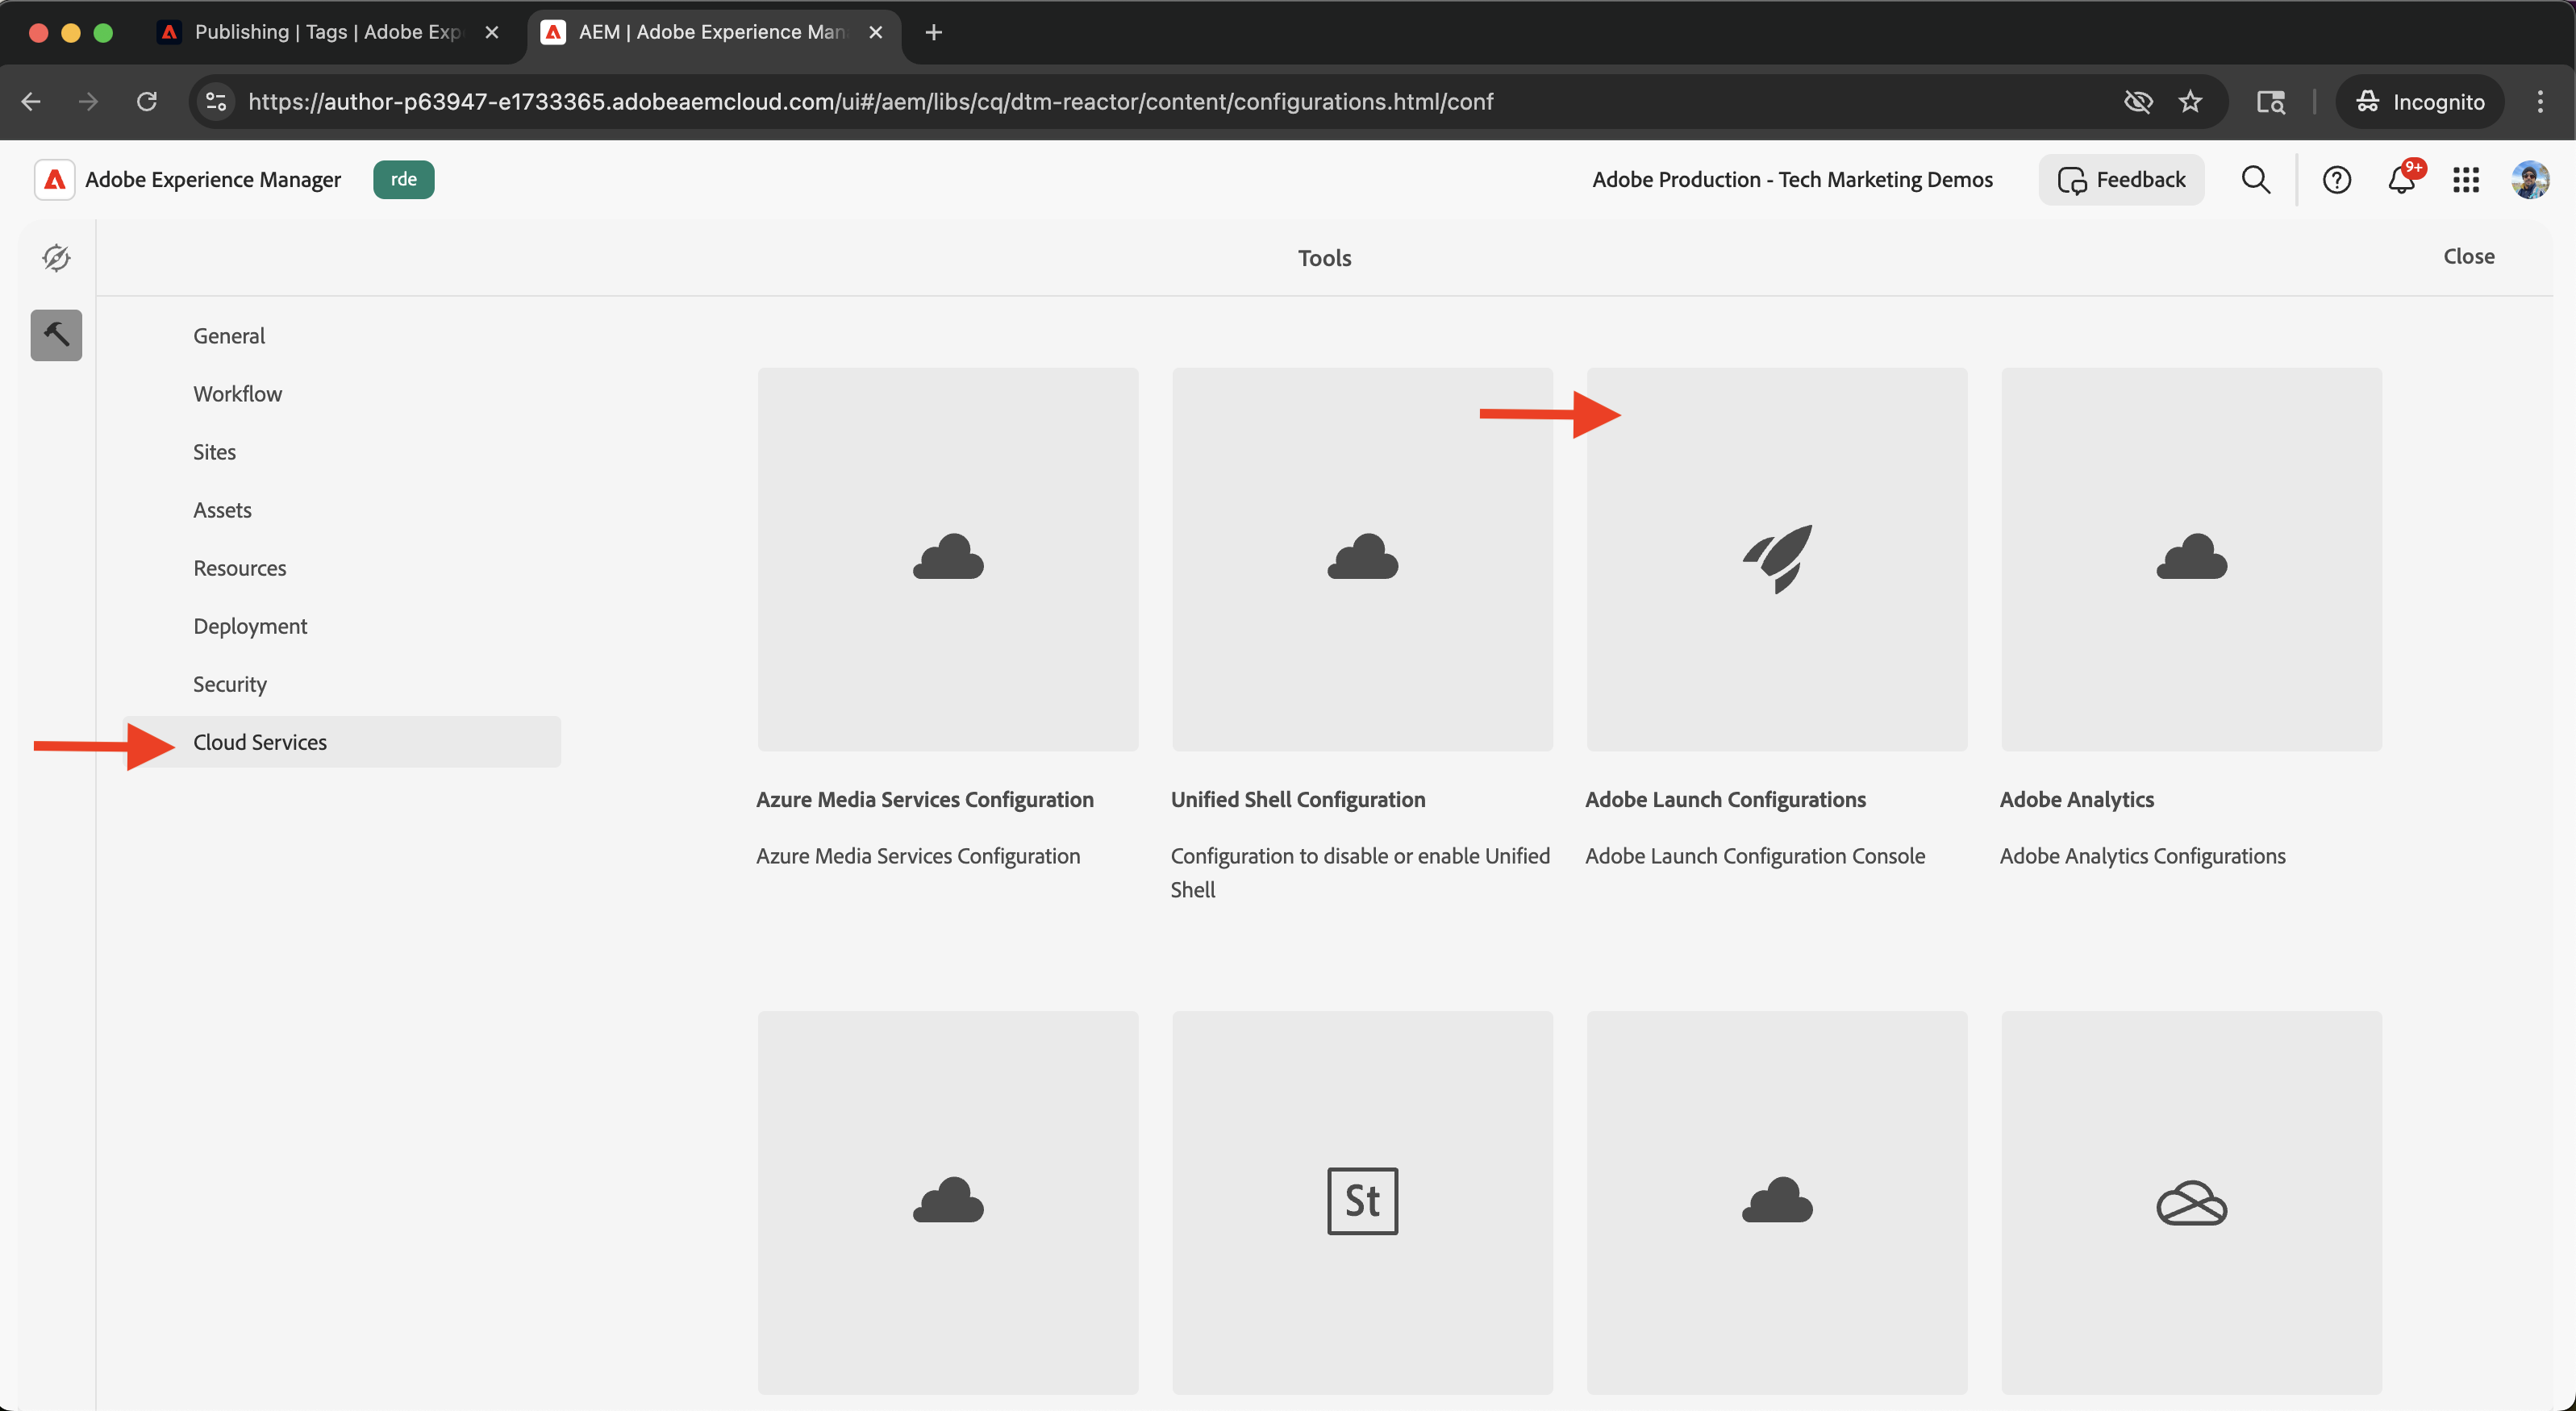 Publishing | Tags | Adobe Exp
AEM | Adobe Experience Man
https://author-p63947-e1733365.adobeaemcloud.com/ui#/aem/libs/cq/dtm-reactor/content/configurations.html/conf
Incognito
Adobe Experience Manager
rde
Adobe Production - Tech Marketing Demos
Feedback
9+
Tools
Close
General
Workflow
Sites
Assets
Resources
Deployment
Security
Cloud Services
Azure Media Services Configuration
Azure Media Services Configuration
Unified Shell Configuration
Configuration to disable or enable Unified
Shell
Adobe Launch Configurations
Adobe Launch Configuration Console
Adobe Analytics
Adobe Analytics Configurations
St